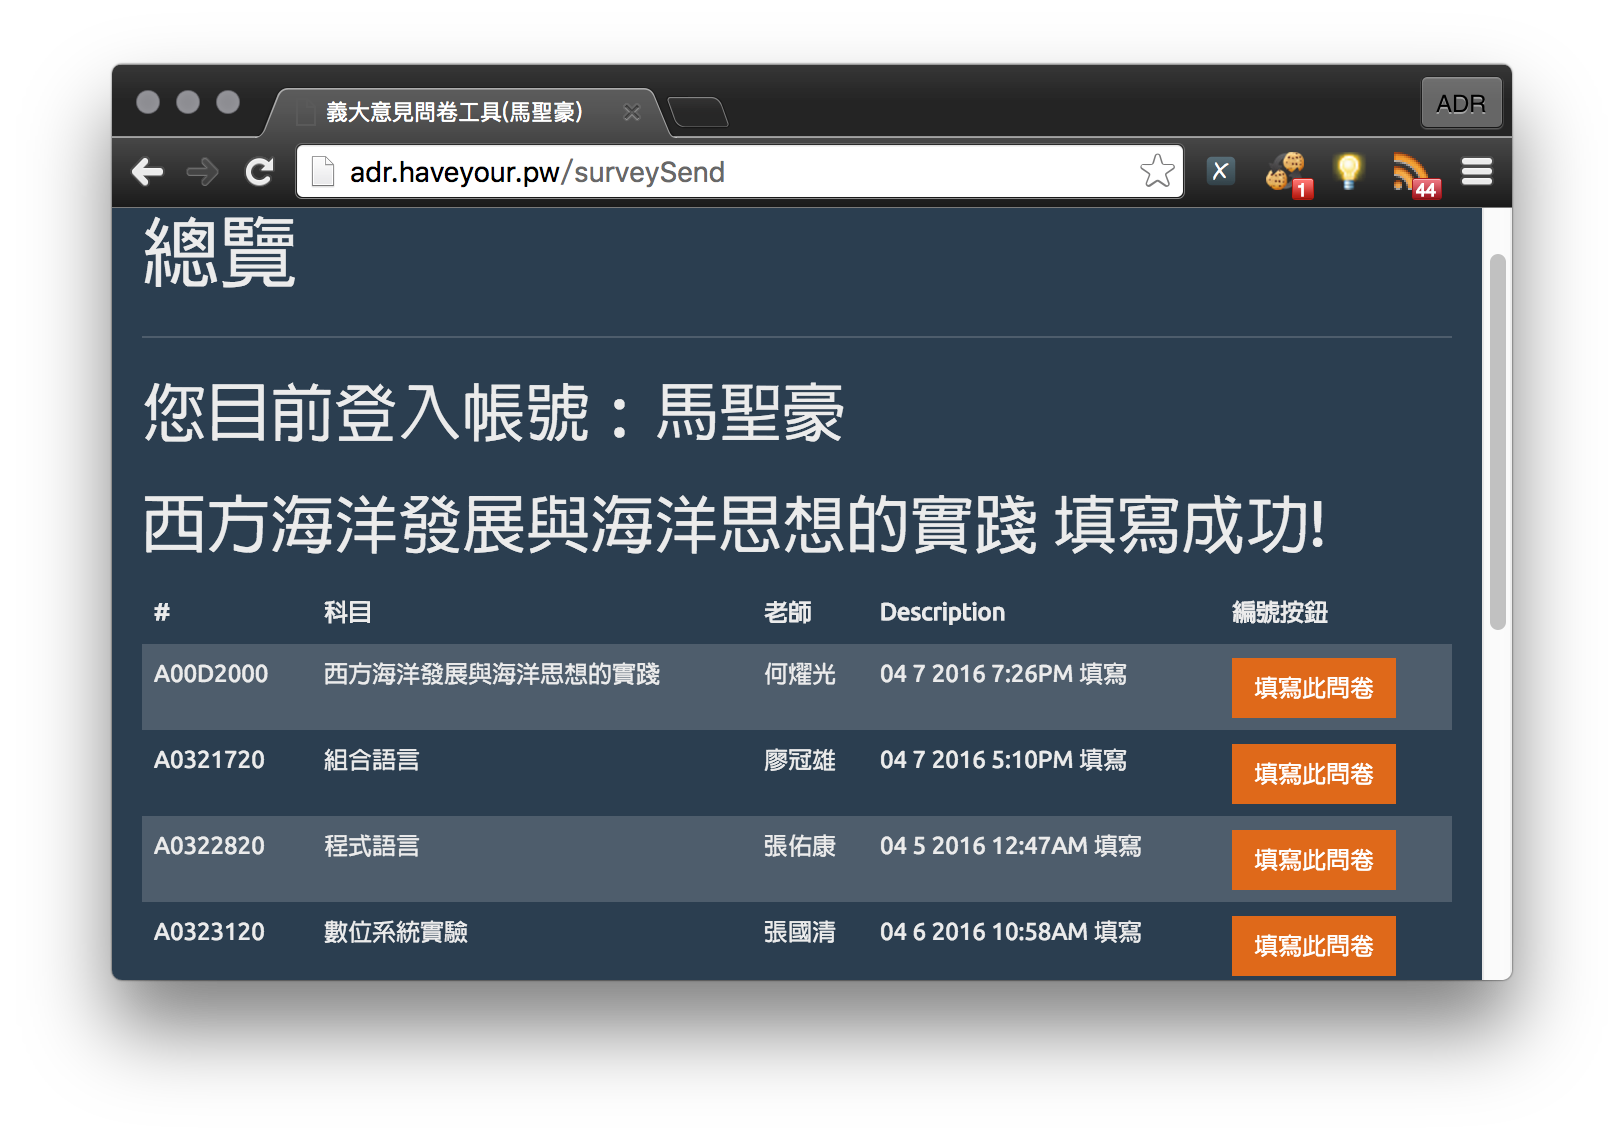 義大意見問卷工具(馬聖豪)
ADR
adr.haveyour.pw/surveySend
X 1 44
總覽
您目前登入帳號：馬聖豪
西方海洋發展與海洋思想的實踐 填寫成功!
# 科目 老師 Description 編號按鈕
A00D2000 西方海洋發展與海洋思想的實踐 何燿光 04 7 2016 7:26PM 填寫 填寫此問卷
A0321720 組合語言 廖冠雄 04 7 2016 5:10PM 填寫 填寫此問卷
A0322820 程式語言 張佑康 04 5 2016 12:47AM 填寫 填寫此問卷
A0323120 數位系統實驗 張國清 04 6 2016 10:58AM 填寫 填寫此問卷